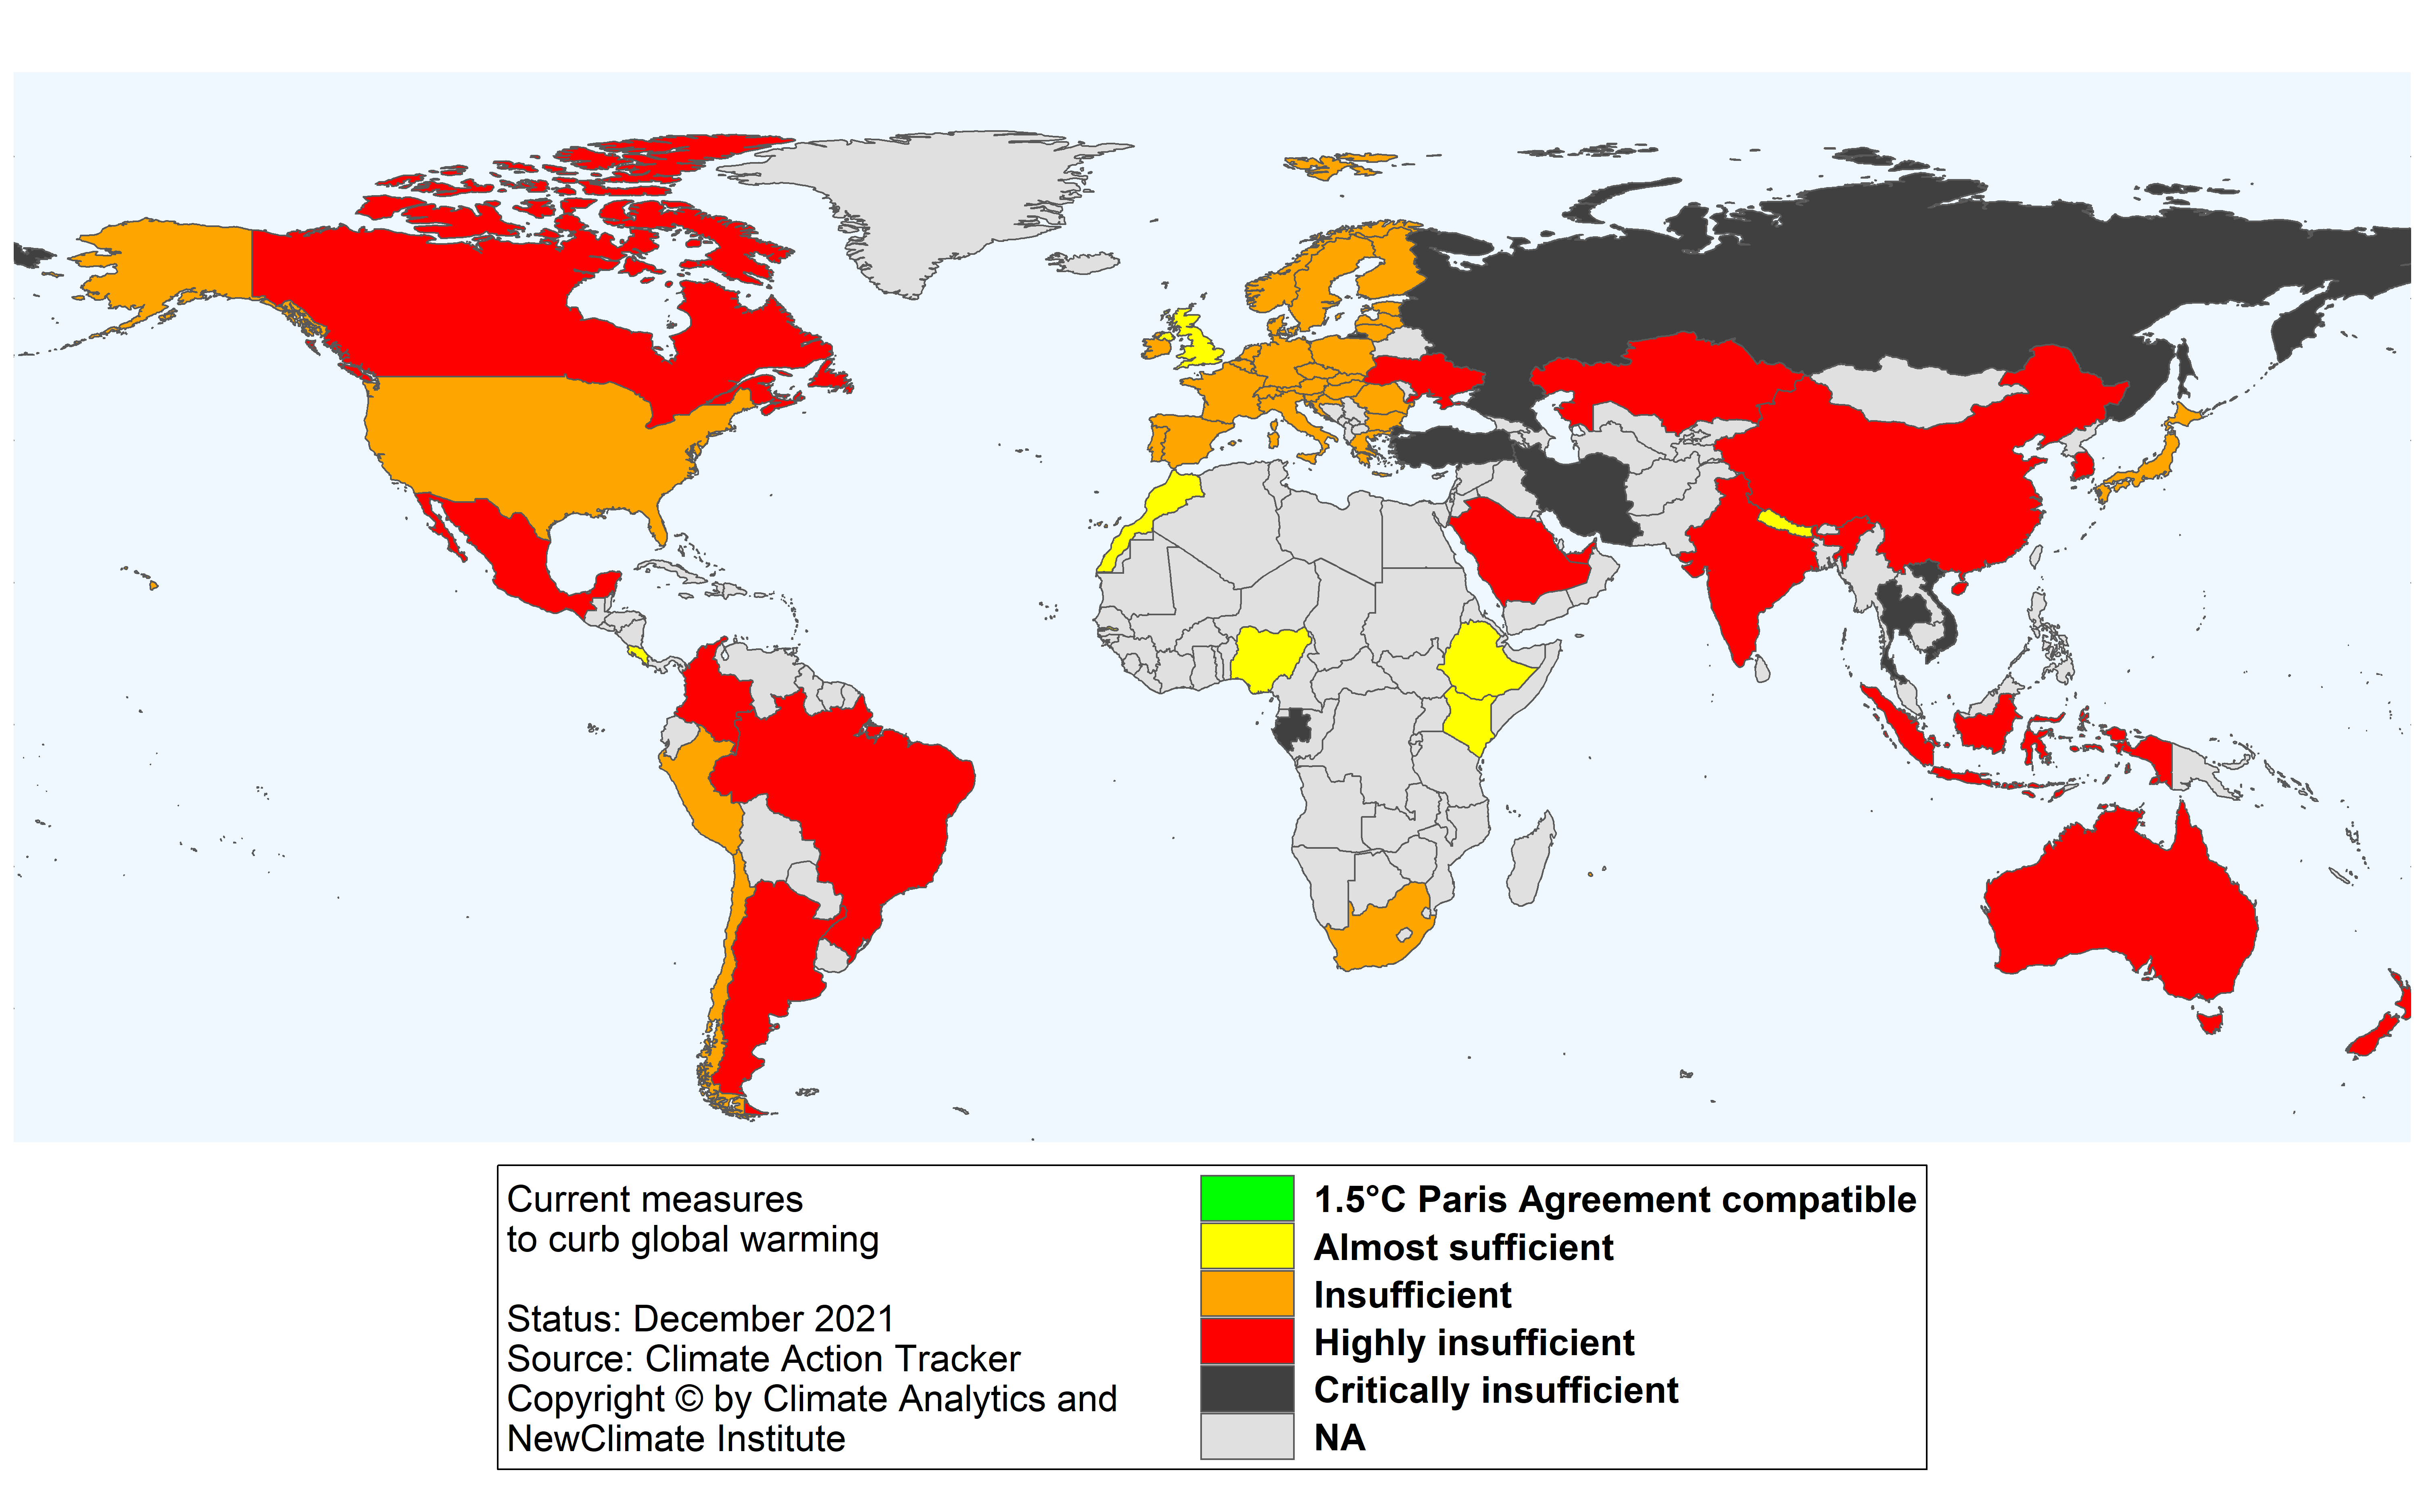 Current measures
to curb global warming
Status: December 2021
Source: Climate Action Tracker
Copyright © by Climate Analytics and
NewClimate Institute
1.5°C Paris Agreement compatible
Almost sufficient
Insufficient
Highly insufficient
Critically insufficient
NA